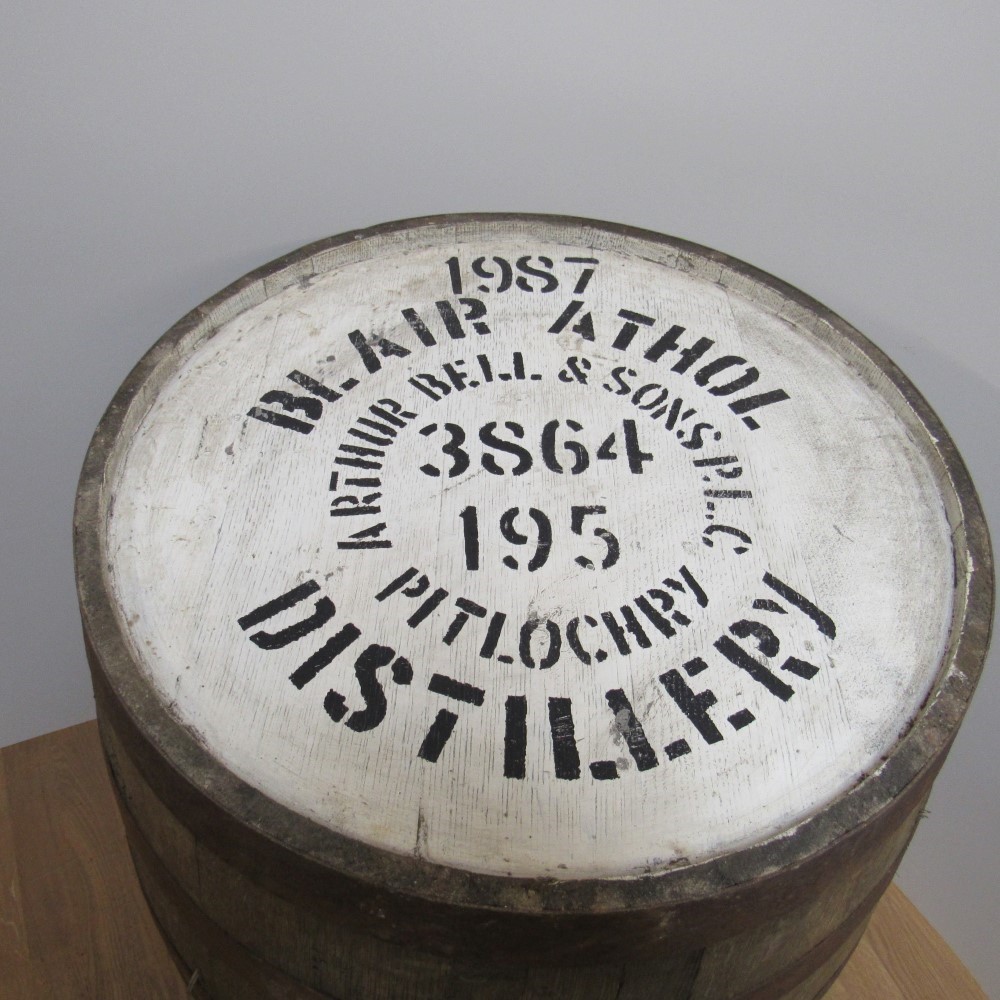 1987
BLAIR ATHOL
ARTHUR BELL & SONS P.L.C
3864
195
PITLOCHRY
DISTILLERY